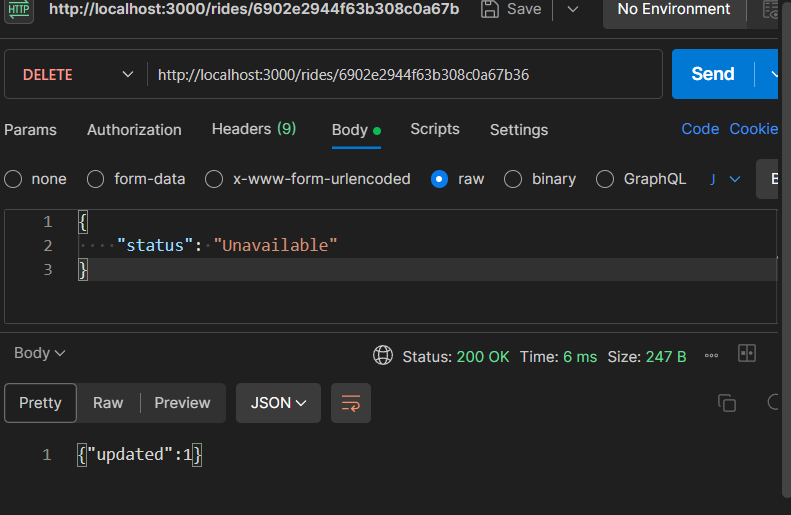 HTTP http://localhost:3000/rides/6902e2944f63b308c0a67b Save No Environment
DELETE http://localhost:3000/rides/6902e2944f63b308c0a67b36 Send
Params Authorization Headers (9) Body Scripts Settings Code Cookie
none form-data x-www-form-urlencoded raw binary GraphQL J B
1 {
2 ····"status":·"Unavailable"
3 }
Body Status: 200 OK Time: 6 ms Size: 247 B
Pretty Raw Preview JSON
1 {"updated":1}